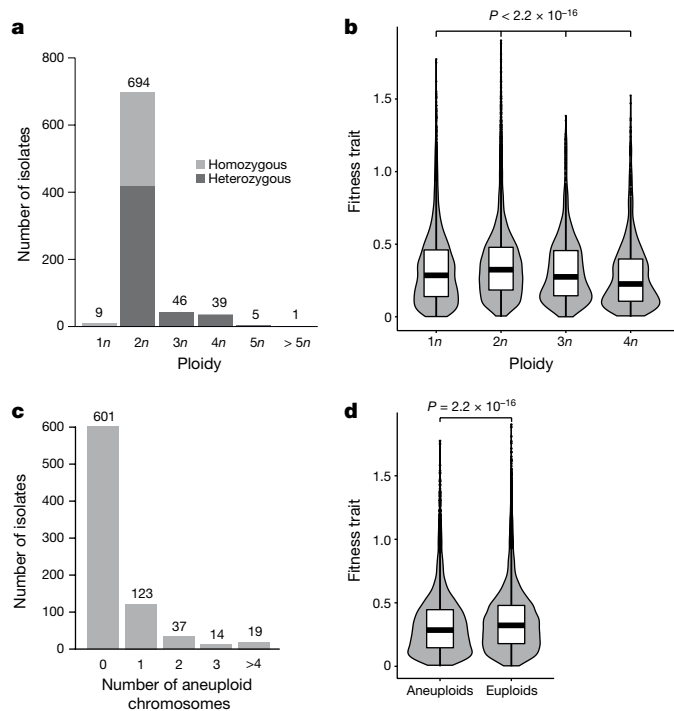 a
800
600
400
200
0
Number of isolates
694
9
46
39
5
1
Homozygous
Heterozygous
1n 2n 3n 4n 5n > 5n
Ploidy
b
P < 2.2 × 10−16
1.5
1.0
0.5
0
Fitness trait
1n 2n 3n 4n
Ploidy
c
600
500
400
300
200
100
0
Number of isolates
601
123
37
14
19
0 1 2 3 >4
Number of aneuploid
chromosomes
d
P = 2.2 × 10−16
1.5
1.0
0.5
0
Fitness trait
Aneuploids Euploids